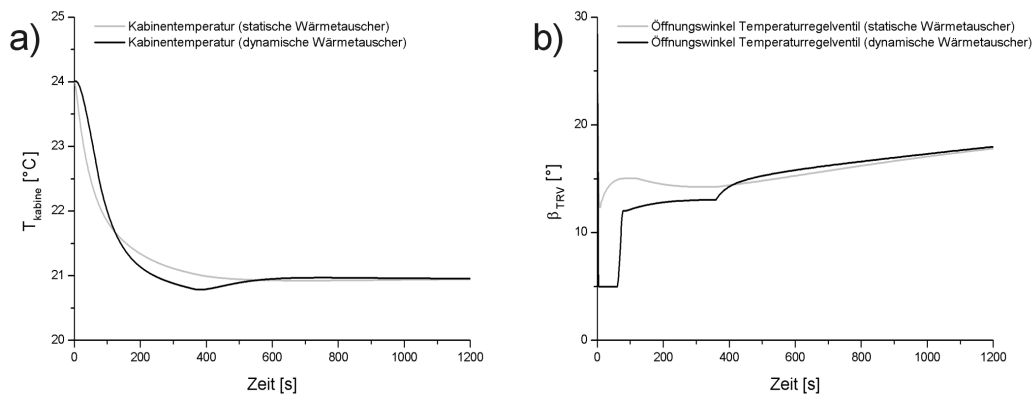 a)
Kabinentemperatur (statische Wärmetauscher)
Kabinentemperatur (dynamische Wärmetauscher)
25
24
23
22
21
20
T kabine [°C]
0 200 400 600 800 1000 1200
Zeit [s]
b)
Öffnungswinkel Temperaturregelventil (statische Wärmetauscher)
Öffnungswinkel Temperaturregelventil (dynamische Wärmetauscher)
30
20
10
0
β TRV [°]
0 200 400 600 800 1000 1200
Zeit [s]